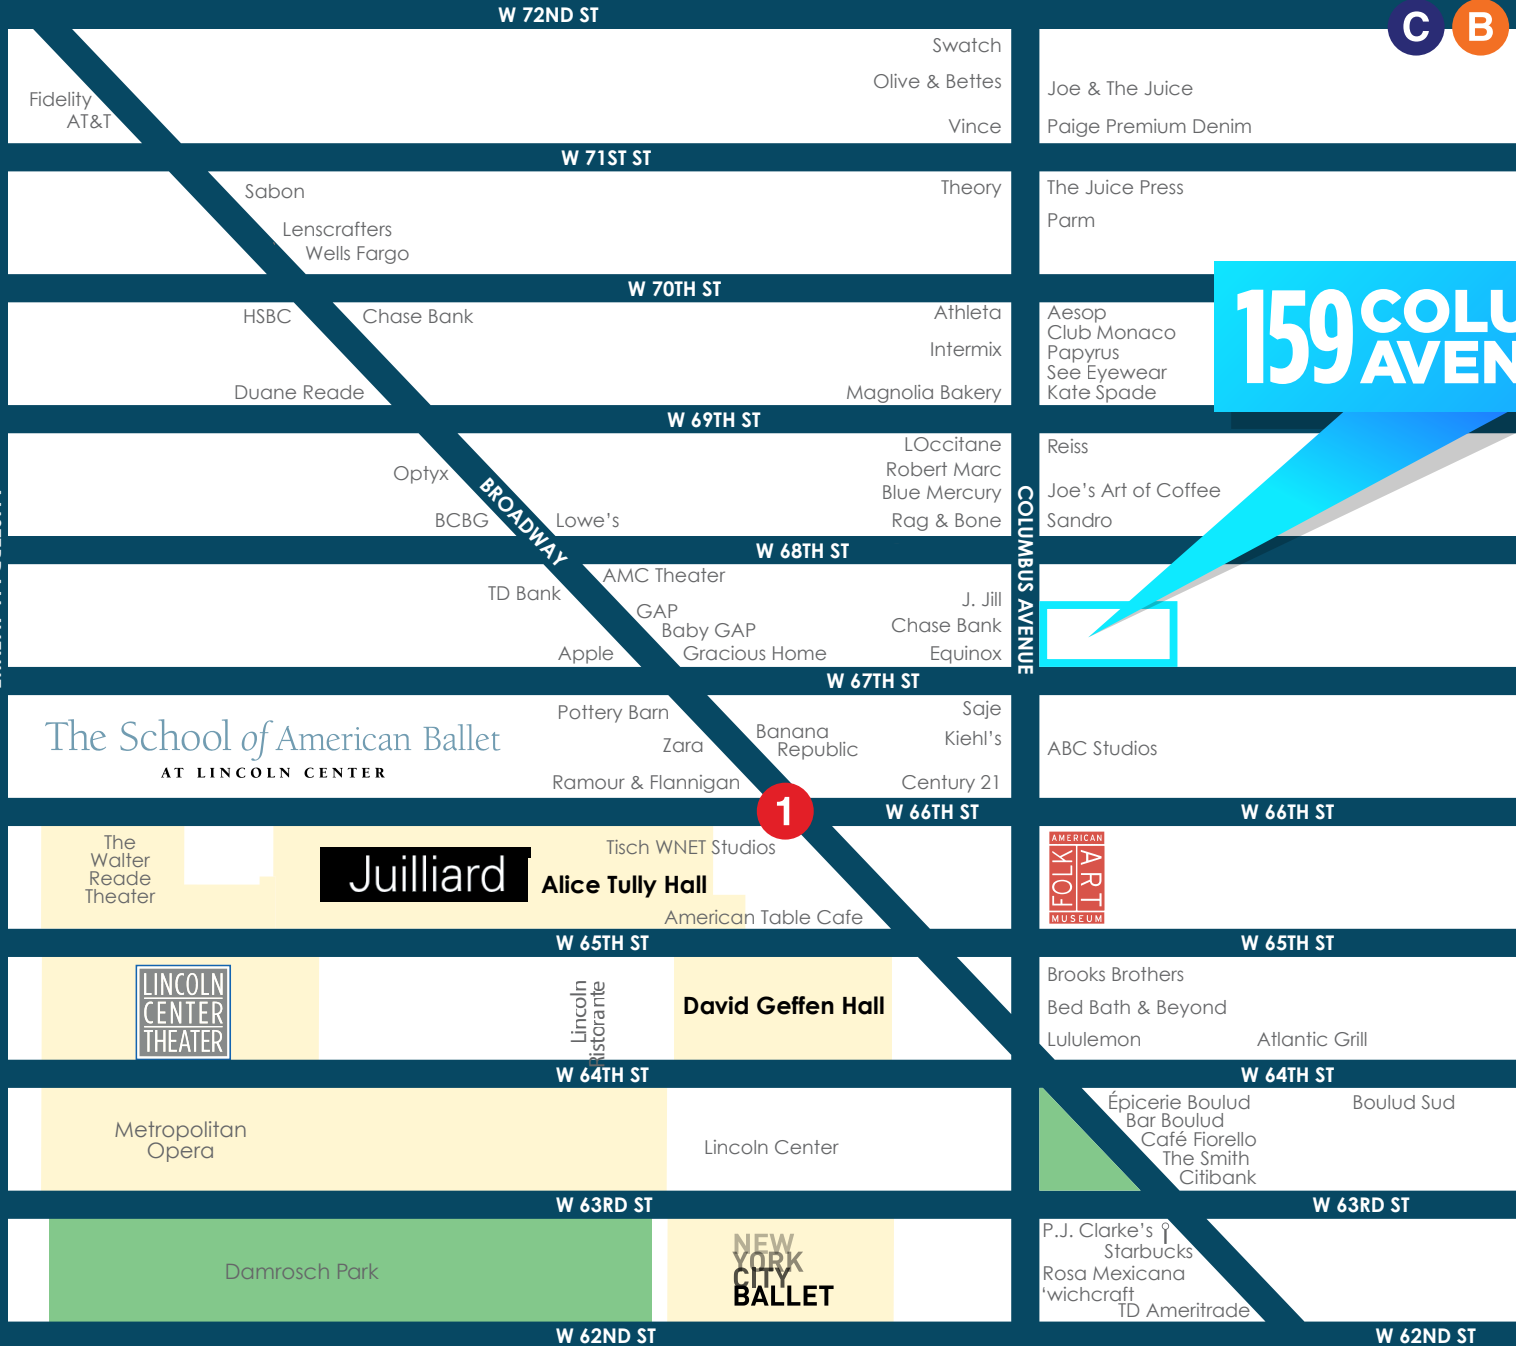 W 72ND ST
C B
Swatch
Olive & Bettes
Vince
Joe & The Juice
Paige Premium Denim
Fidelity
AT&T
W 71ST ST
Sabon
Lenscrafters
Wells Fargo
Theory
The Juice Press
Parm
W 70TH ST
HSBC
Chase Bank
Duane Reade
Athleta
Intermix
Magnolia Bakery
Aesop
Club Monaco
Papyrus
See Eyewear
Kate Spade
159 COLU
AVEN
W 69TH ST
Optyx
BCBG
BROADWAY
Lowe's
LOccitane
Robert Marc
Blue Mercury
Rag & Bone
COLUMBUS AVENUE
Reiss
Joe's Art of Coffee
Sandro
W 68TH ST
TD Bank
Apple
AMC Theater
GAP
Baby GAP
Gracious Home
J. Jill
Chase Bank
Equinox
W 67TH ST
The School of American Ballet
AT LINCOLN CENTER
Pottery Barn
Zara
Ramour & Flannigan
Banana
Republic
Saje
Kiehl's
Century 21
ABC Studios
1
W 66TH ST
W 66TH ST
The
Walter
Reade
Theater
Juilliard
Tisch WNET Studios
Alice Tully Hall
American Table Cafe
AMERICAN
FOLK
ART
MUSEUM
W 65TH ST
W 65TH ST
LINCOLN
CENTER
THEATER
Lincoln
Ristorante
David Geffen Hall
Brooks Brothers
Bed Bath & Beyond
Lululemon
Atlantic Grill
W 64TH ST
W 64TH ST
Metropolitan
Opera
Lincoln Center
Épicerie Boulud
Bar Boulud
Café Fiorello
The Smith
Citibank
Boulud Sud
W 63RD ST
W 63RD ST
Damrosch Park
NEW
YORK
CITY
BALLET
P.J. Clarke's
Starbucks
Rosa Mexicana
'wichcraft
TD Ameritrade
W 62ND ST
W 62ND ST